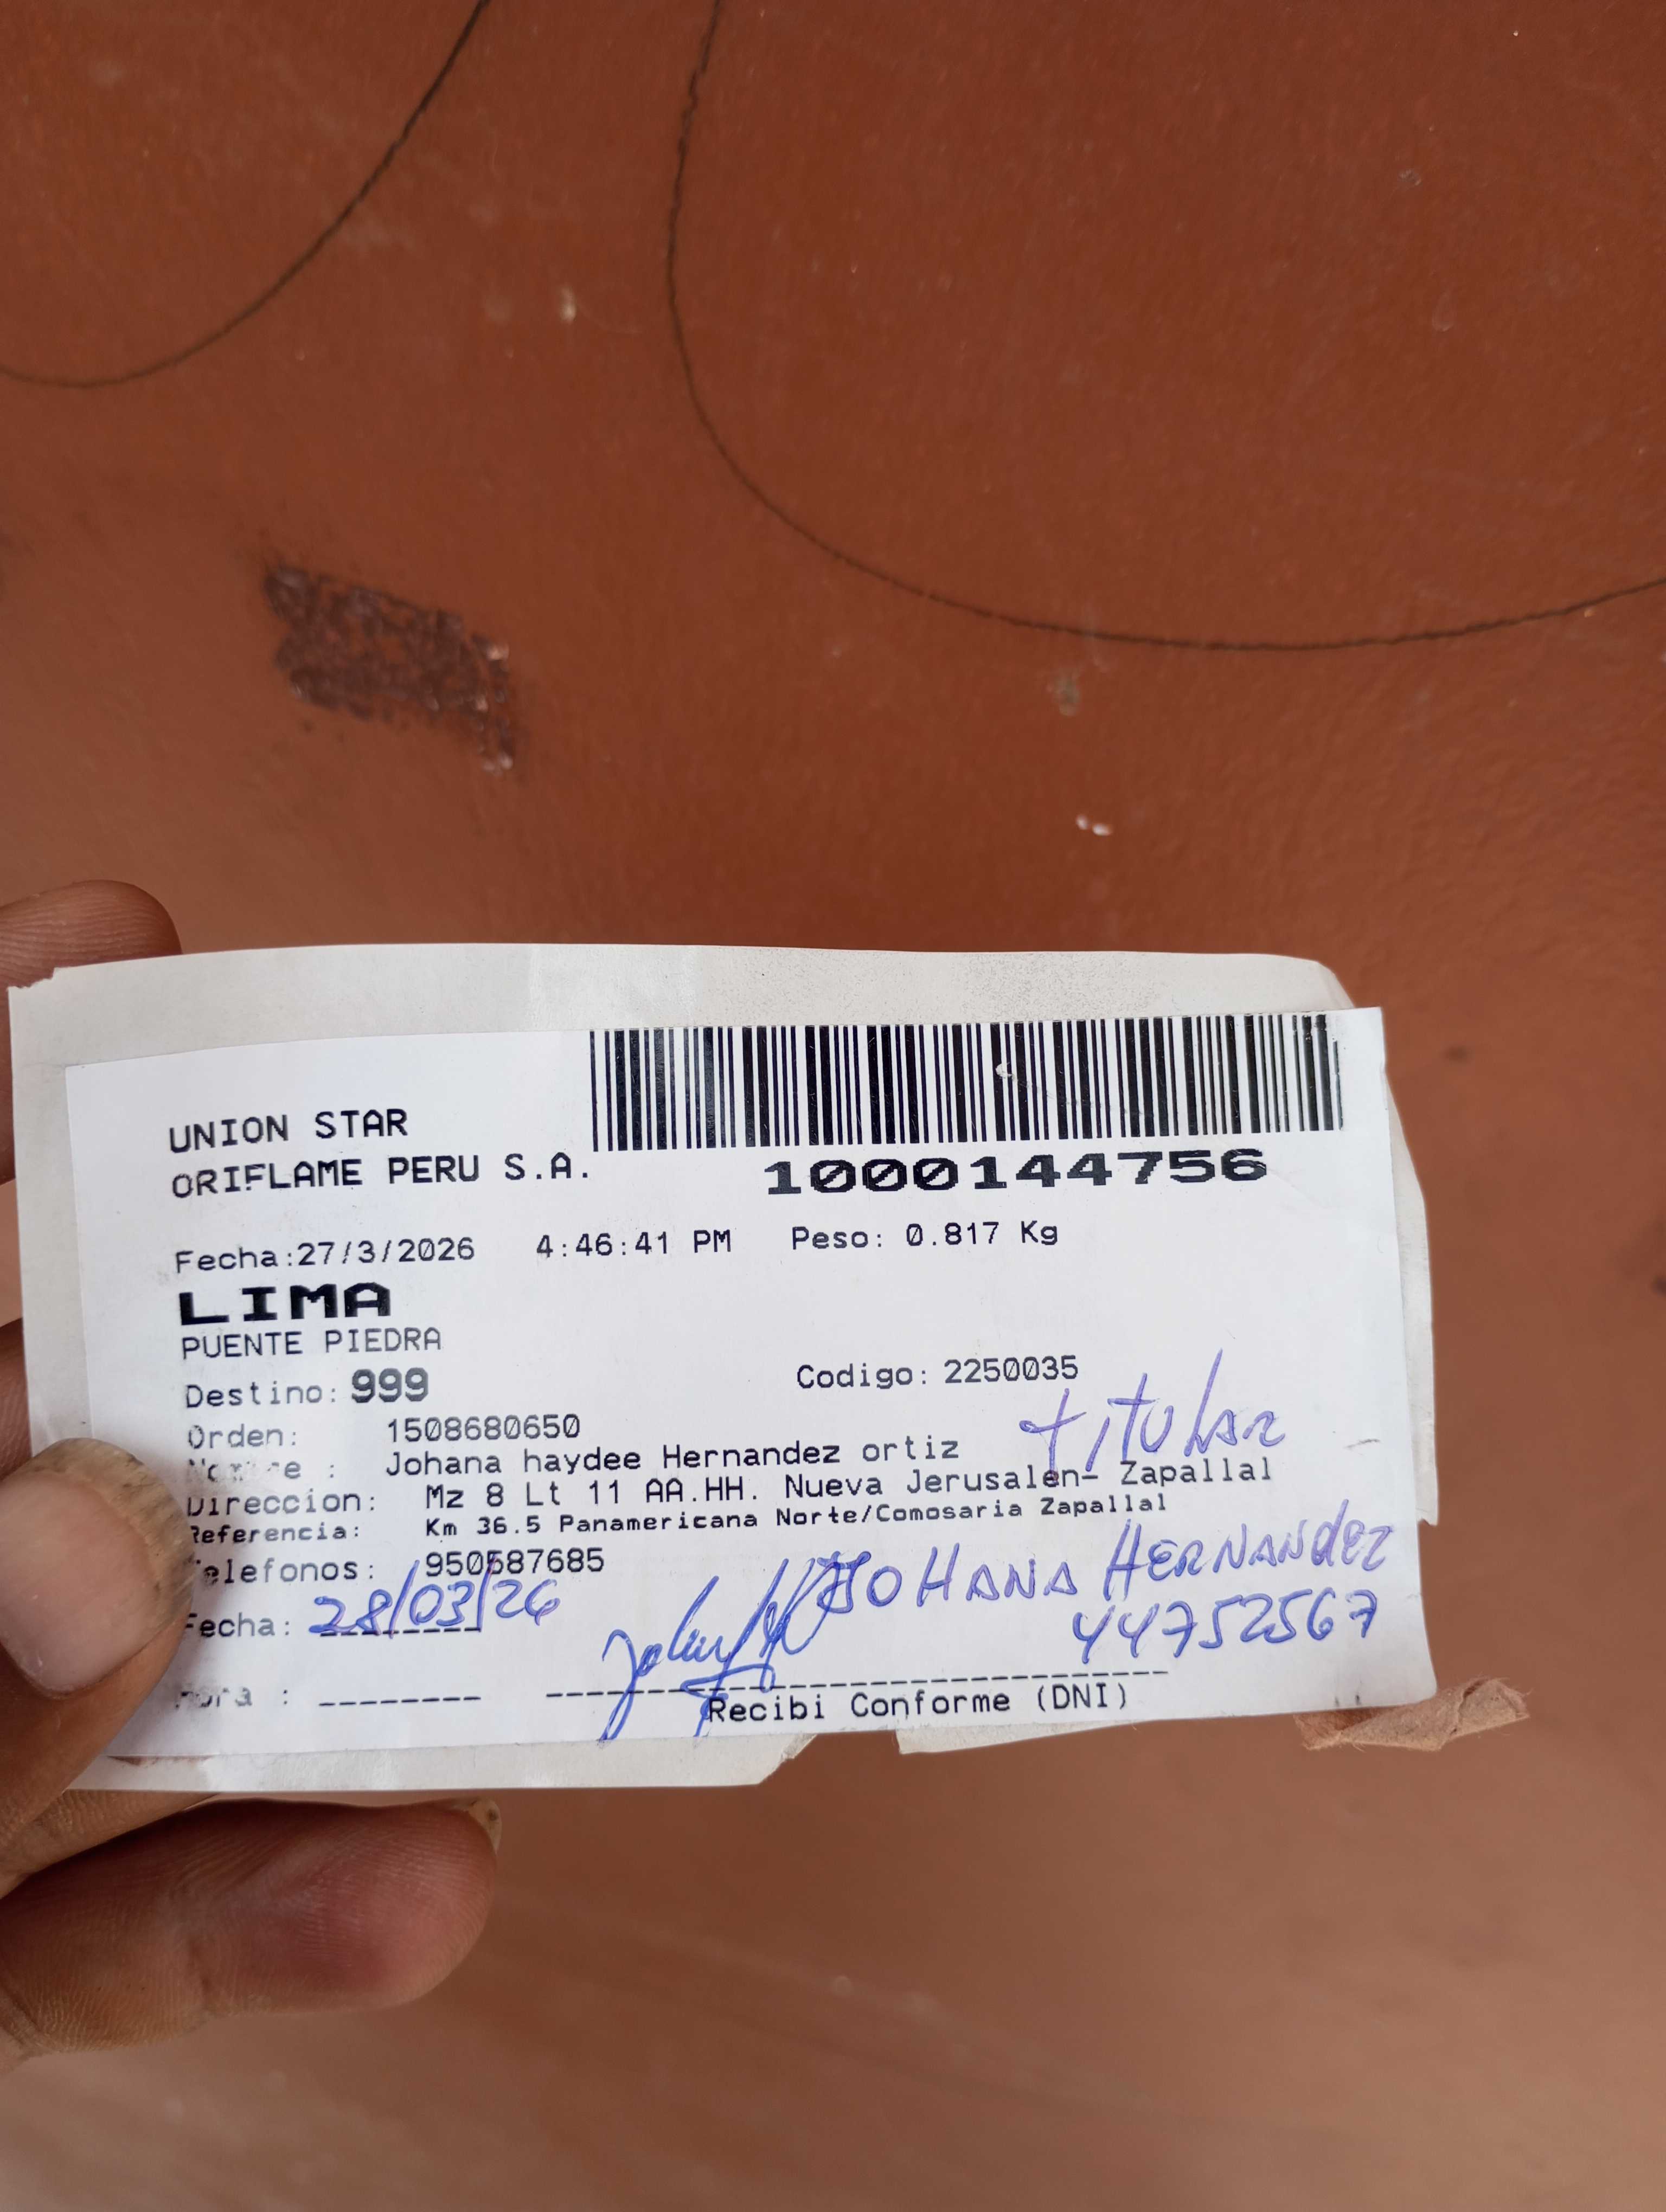 UNION STAR
ORIFLAME PERU S.A.
1000144756
Fecha:27/3/2026 4:46:41 PM Peso: 0.817 Kg
LIMA
PUENTE PIEDRA
Destino: 999 Codigo: 2250035
Orden: 1508680650
TITULAR
Johana haydee Hernandez ortiz
Direccion: Mz 8 Lt 11 AA.HH. Nueva Jerusalen- Zapallal
Referencia: Km 36.5 Panamericana Norte/Comosaria Zapallal
Telefonos: 950587685
JOHANA HERNANDEZ
Fecha: 28/03/26 44752567
Hora :
Recibi Conforme (DNI)